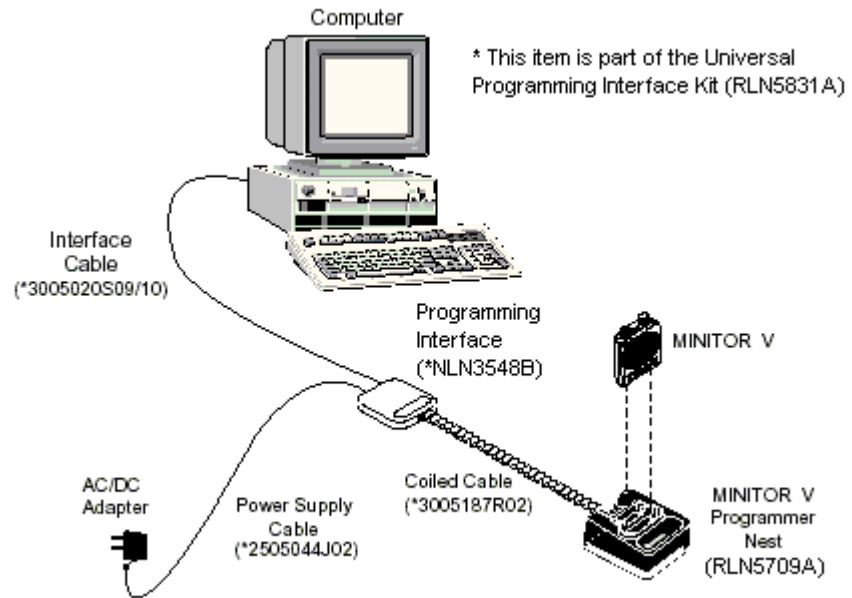 Computer
* This item is part of the Universal
Programming Interface Kit (RLN5831A)
Interface
Cable
(*3005020S09/10)
Programming
Interface
(*NLN3548B)
MINITOR V
AC/DC
Adapter
Power Supply
Cable
(*2505044J02)
Coiled Cable
(*3005187R02)
MINITOR V
Programmer
Nest
(RLN5709A)